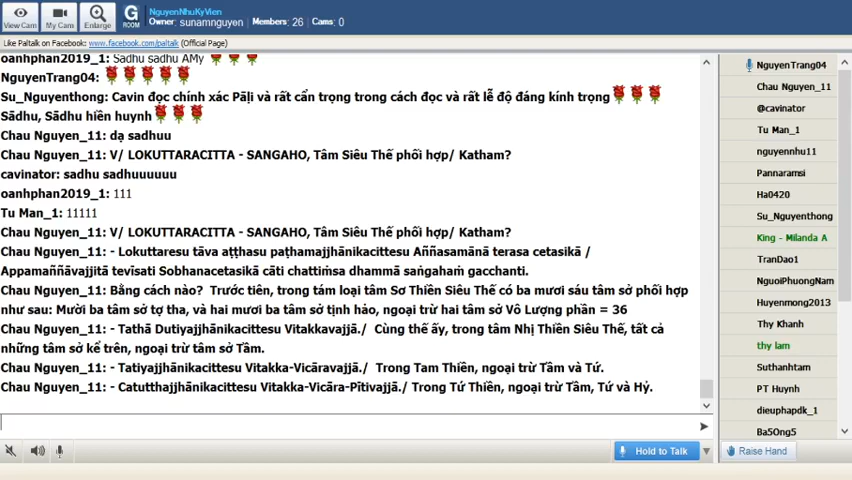 NguyenNhuKyVien
Owner: sunamnguyen Members: 26 Cams: 0
View Cam My Cam Enlarge G ROOM
Like Paltalk on Facebook: www.facebook.com/paltalk (Official Page)
oanhphan2019_1: Sadhu sadhu AMy
NguyenTrang04:
Su_Nguyenthong: Cavin đọc chính xác Pāḷi và rất cẩn trọng trong cách đọc và rất lễ độ đáng kính trọng
Sādhu, Sādhu hiền huynh
Chau Nguyen_11: dạ sadhuu
Chau Nguyen_11: V/ LOKUTTARACITTA - SANGAHO, Tâm Siêu Thế phối hợp/ Katham?
cavinator: sadhu sadhuuuuuu
oanhphan2019_1: 111
Tu Man_1: 11111
Chau Nguyen_11: V/ LOKUTTARACITTA - SANGAHO, Tâm Siêu Thế phối hợp/ Katham?
Chau Nguyen_11: - Lokuttaresu tāva aṭṭhasu paṭhamajjhānikacittesu Aññasamānā terasa cetasikā /
Appamaññāvajjitā tevīsati Sobhanacetasikā cāti chattiṁsa dhammā saṅgahaṁ gacchanti.
Chau Nguyen_11: Bằng cách nào? Trước tiên, trong tám loại tâm Sơ Thiền Siêu Thế có ba mươi sáu tâm sở phối hợp
như sau: Mười ba tâm sở tợ tha, và hai mươi ba tâm sở tịnh hảo, ngoại trừ hai tâm sở Vô Lượng phần = 36
Chau Nguyen_11: - Tathā Dutiyajjhānikacittesu Vitakkavajjā./ Cùng thế ấy, trong tâm Nhị Thiền Siêu Thế, tất cả
những tâm sở kể trên, ngoại trừ tâm sở Tầm.
Chau Nguyen_11: - Tatiyajjhānikacittesu Vitakka-Vicāravajjā./ Trong Tam Thiền, ngoại trừ Tầm và Tứ.
Chau Nguyen_11: - Catutthajjhānikacittesu Vitakka-Vicāra-Pītivajjā./ Trong Tứ Thiền, ngoại trừ Tầm, Tứ và Hỷ.
Hold to Talk
NguyenTrang04
Chau Nguyen_11
@cavinator
Tu Man_1
nguyennhu11
Pannaramsi
Ha0420
Su_Nguyenthong
King - Milanda A
TranDao1
NguoiPhuongNam
Huyenmong2013
Thy Khanh
thy lam
Suthanhtam
PT Huynh
dieuphapdk_1
Ba5Ong5
Raise Hand